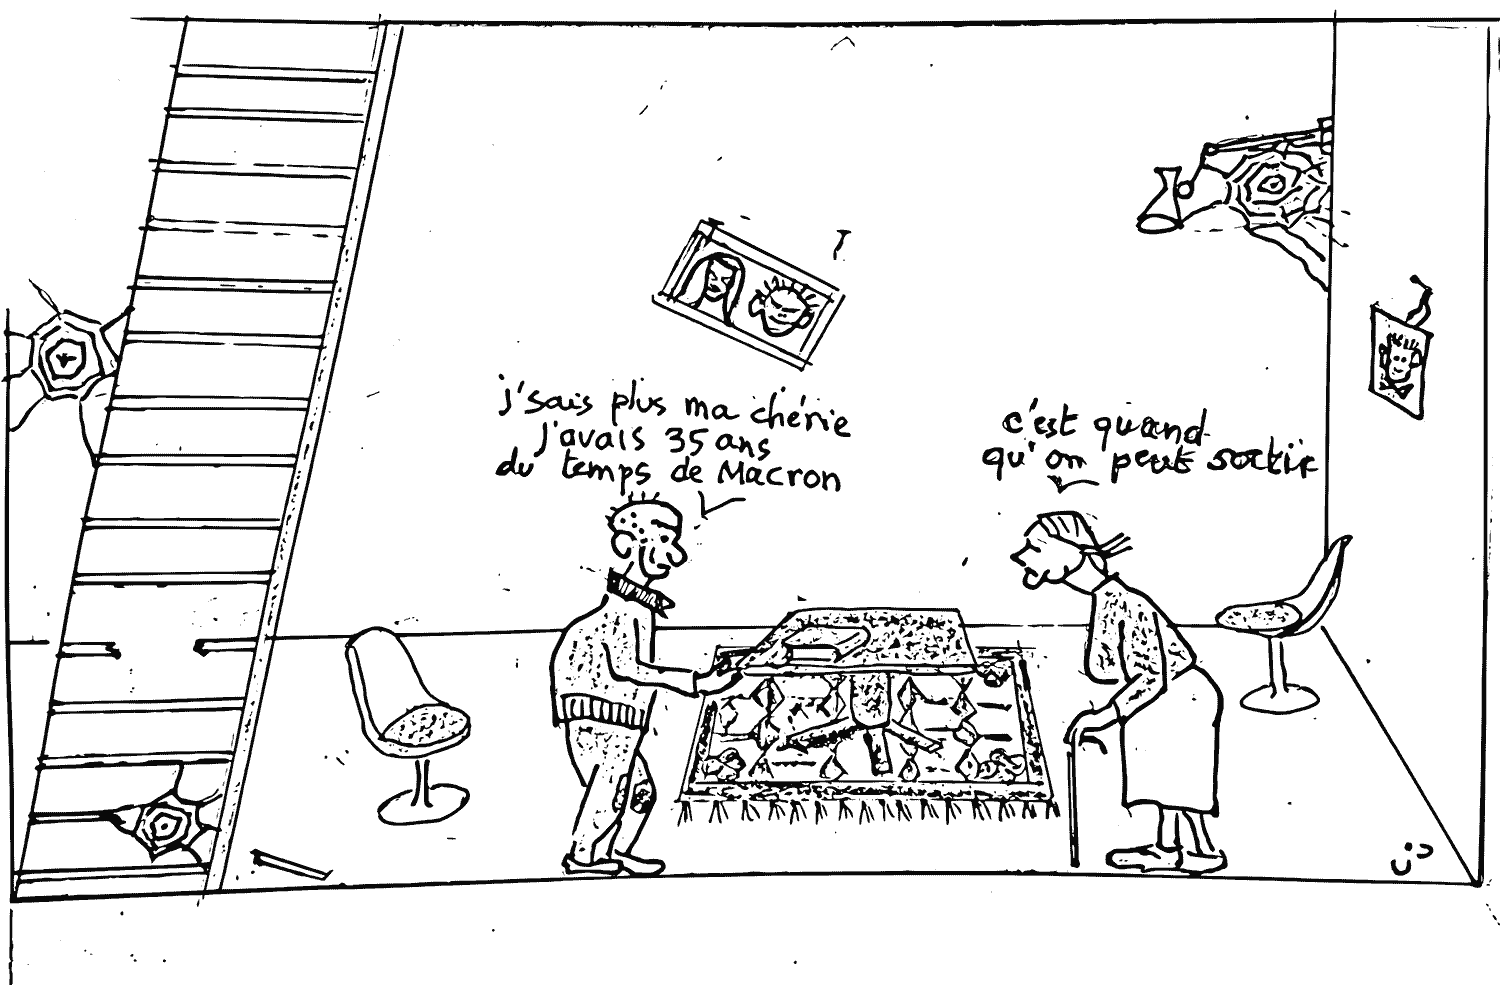 j'sais plus ma chérie
j'avais 35 ans
du temps de Macron
c'est quand
qu'on peut sortir